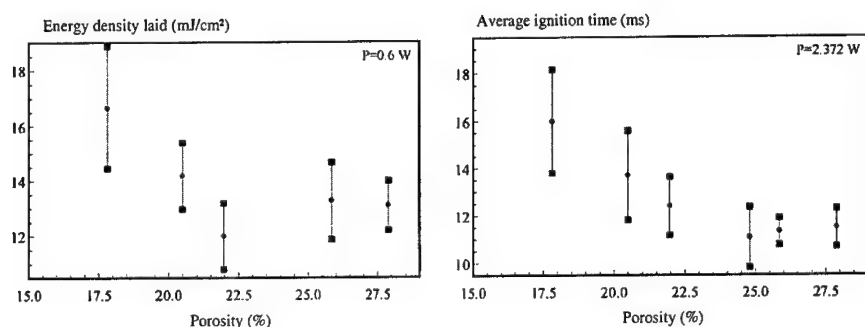 Energy density laid (mJ/cm²)
P=0.6 W
18
16
14
12
15.0 17.5 20.0 22.5 25.0 27.5
Porosity (%)
Average ignition time (ms)
P=2.372 W
18
16
14
12
10
15.0 17.5 20.0 22.5 25.0 27.5
Porosity (%)